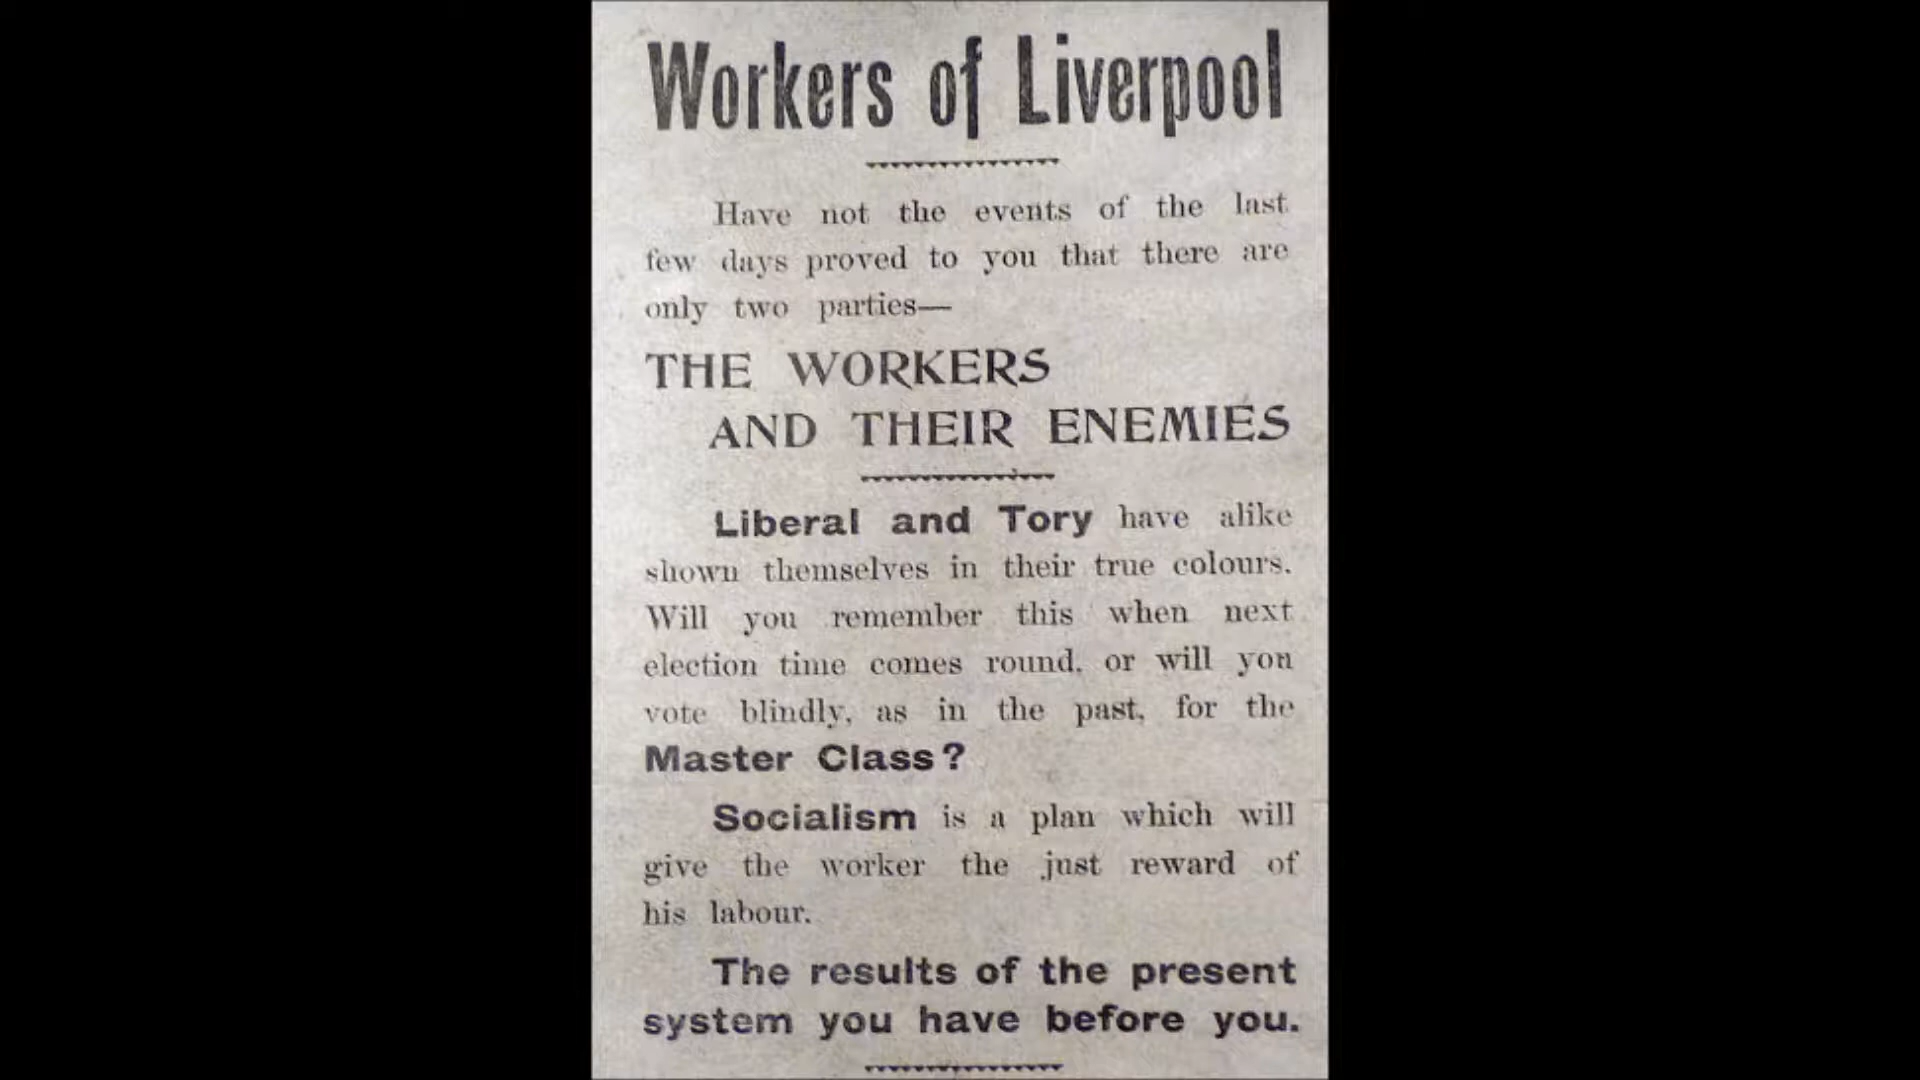 Workers of Liverpool
Have not the events of the last
few days proved to you that there are
only two parties—
THE WORKERS
AND THEIR ENEMIES
Liberal and Tory have alike
shown themselves in their true colours.
Will you remember this when next
election time comes round, or will you
vote blindly, as in the past, for the
Master Class?
Socialism is a plan which will
give the worker the just reward of
his labour.
The results of the present
system you have before you.